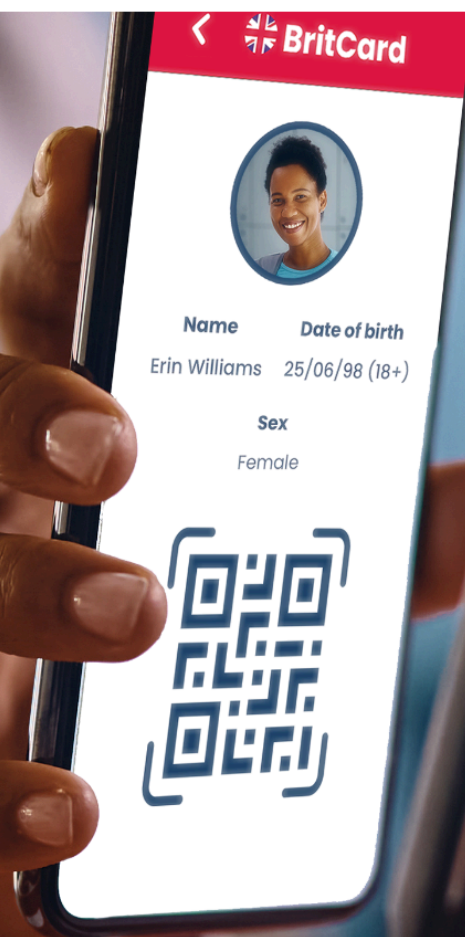 BritCard
Name
Date of birth
Erin Williams
25/06/98 (18+)
Sex
Female